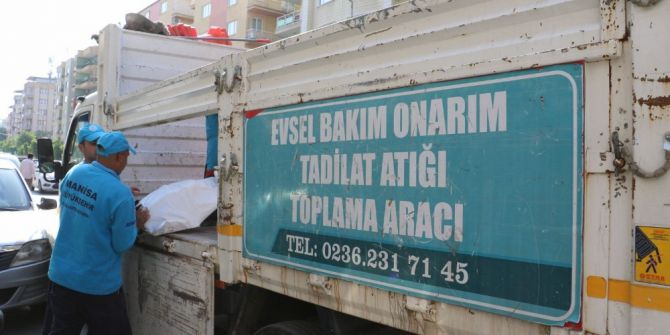 EVSEL BAKIM ONARIM
TADİLAT ATIĞI
TOPLAMA ARACI
TEL: 0236.231 71 45
MANİSA